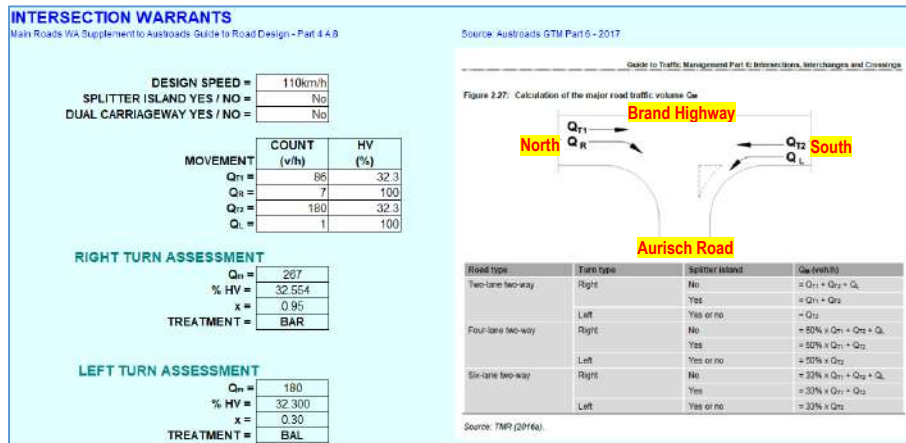 INTERSECTION WARRANTS
Main Roads WA Supplement to Austroads Guide to Road Design - Part 4 A.8
DESIGN SPEED = 110km/h
SPLITTER ISLAND YES / NO = No
DUAL CARRIAGEWAY YES / NO = No
MOVEMENT COUNT (v/h) HV (%)
QT1 = 86 32.3
QR = 7 100
QT2 = 180 32.3
QL = 1 100
RIGHT TURN ASSESSMENT
Qm = 267
% HV = 32.554
x = 0.95
TREATMENT = BAR
LEFT TURN ASSESSMENT
Qm = 180
% HV = 32.300
x = 0.30
TREATMENT = BAL
Source: Austroads GTM Part 6 - 2017
Guide to Traffic Management Part 6: Intersections, Interchanges and Crossings
Figure 2.27: Calculation of the major road traffic volume QM
Brand Highway
QT1
North QR
QT2 South
QL
Aurisch Road
Road type Turn type Splitter island QM (veh/h)
Two-lane two-way Right No = QT1 + QT2 + QL
Yes = QT1 + QT2
Left Yes or no = QT2
Four-lane two-way Right No = 50% x QT1 + QT2 + QL
Yes = 50% x QT1 + QT2
Left Yes or no = 50% x QT2
Six-lane two-way Right No = 33% x QT1 + QT2 + QL
Yes = 33% x QT1 + QT2
Left Yes or no = 33% x QT2
Source: TMR (2016a).